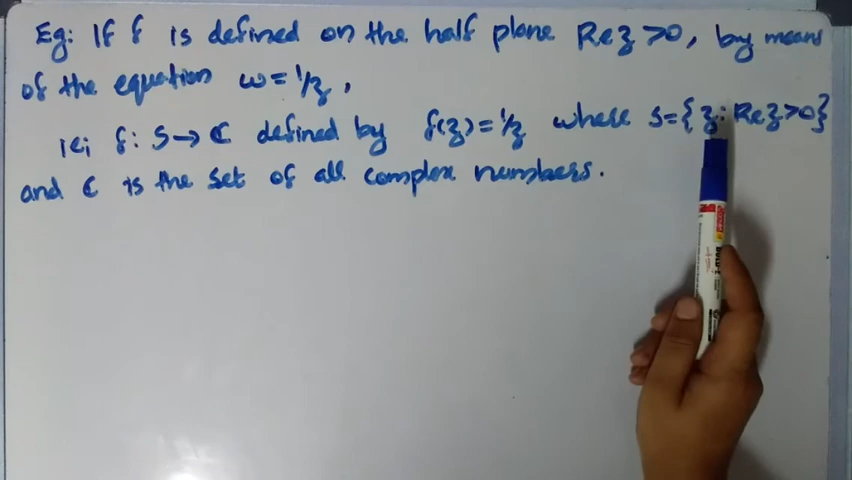 Eg: If f is defined on the half plane Re z >0, by means
of the equation w = 1/z,
ie; f: S → ℂ defined by f(z) = 1/z where S={z: Re z >0}
and ℂ is the set of all complex numbers.